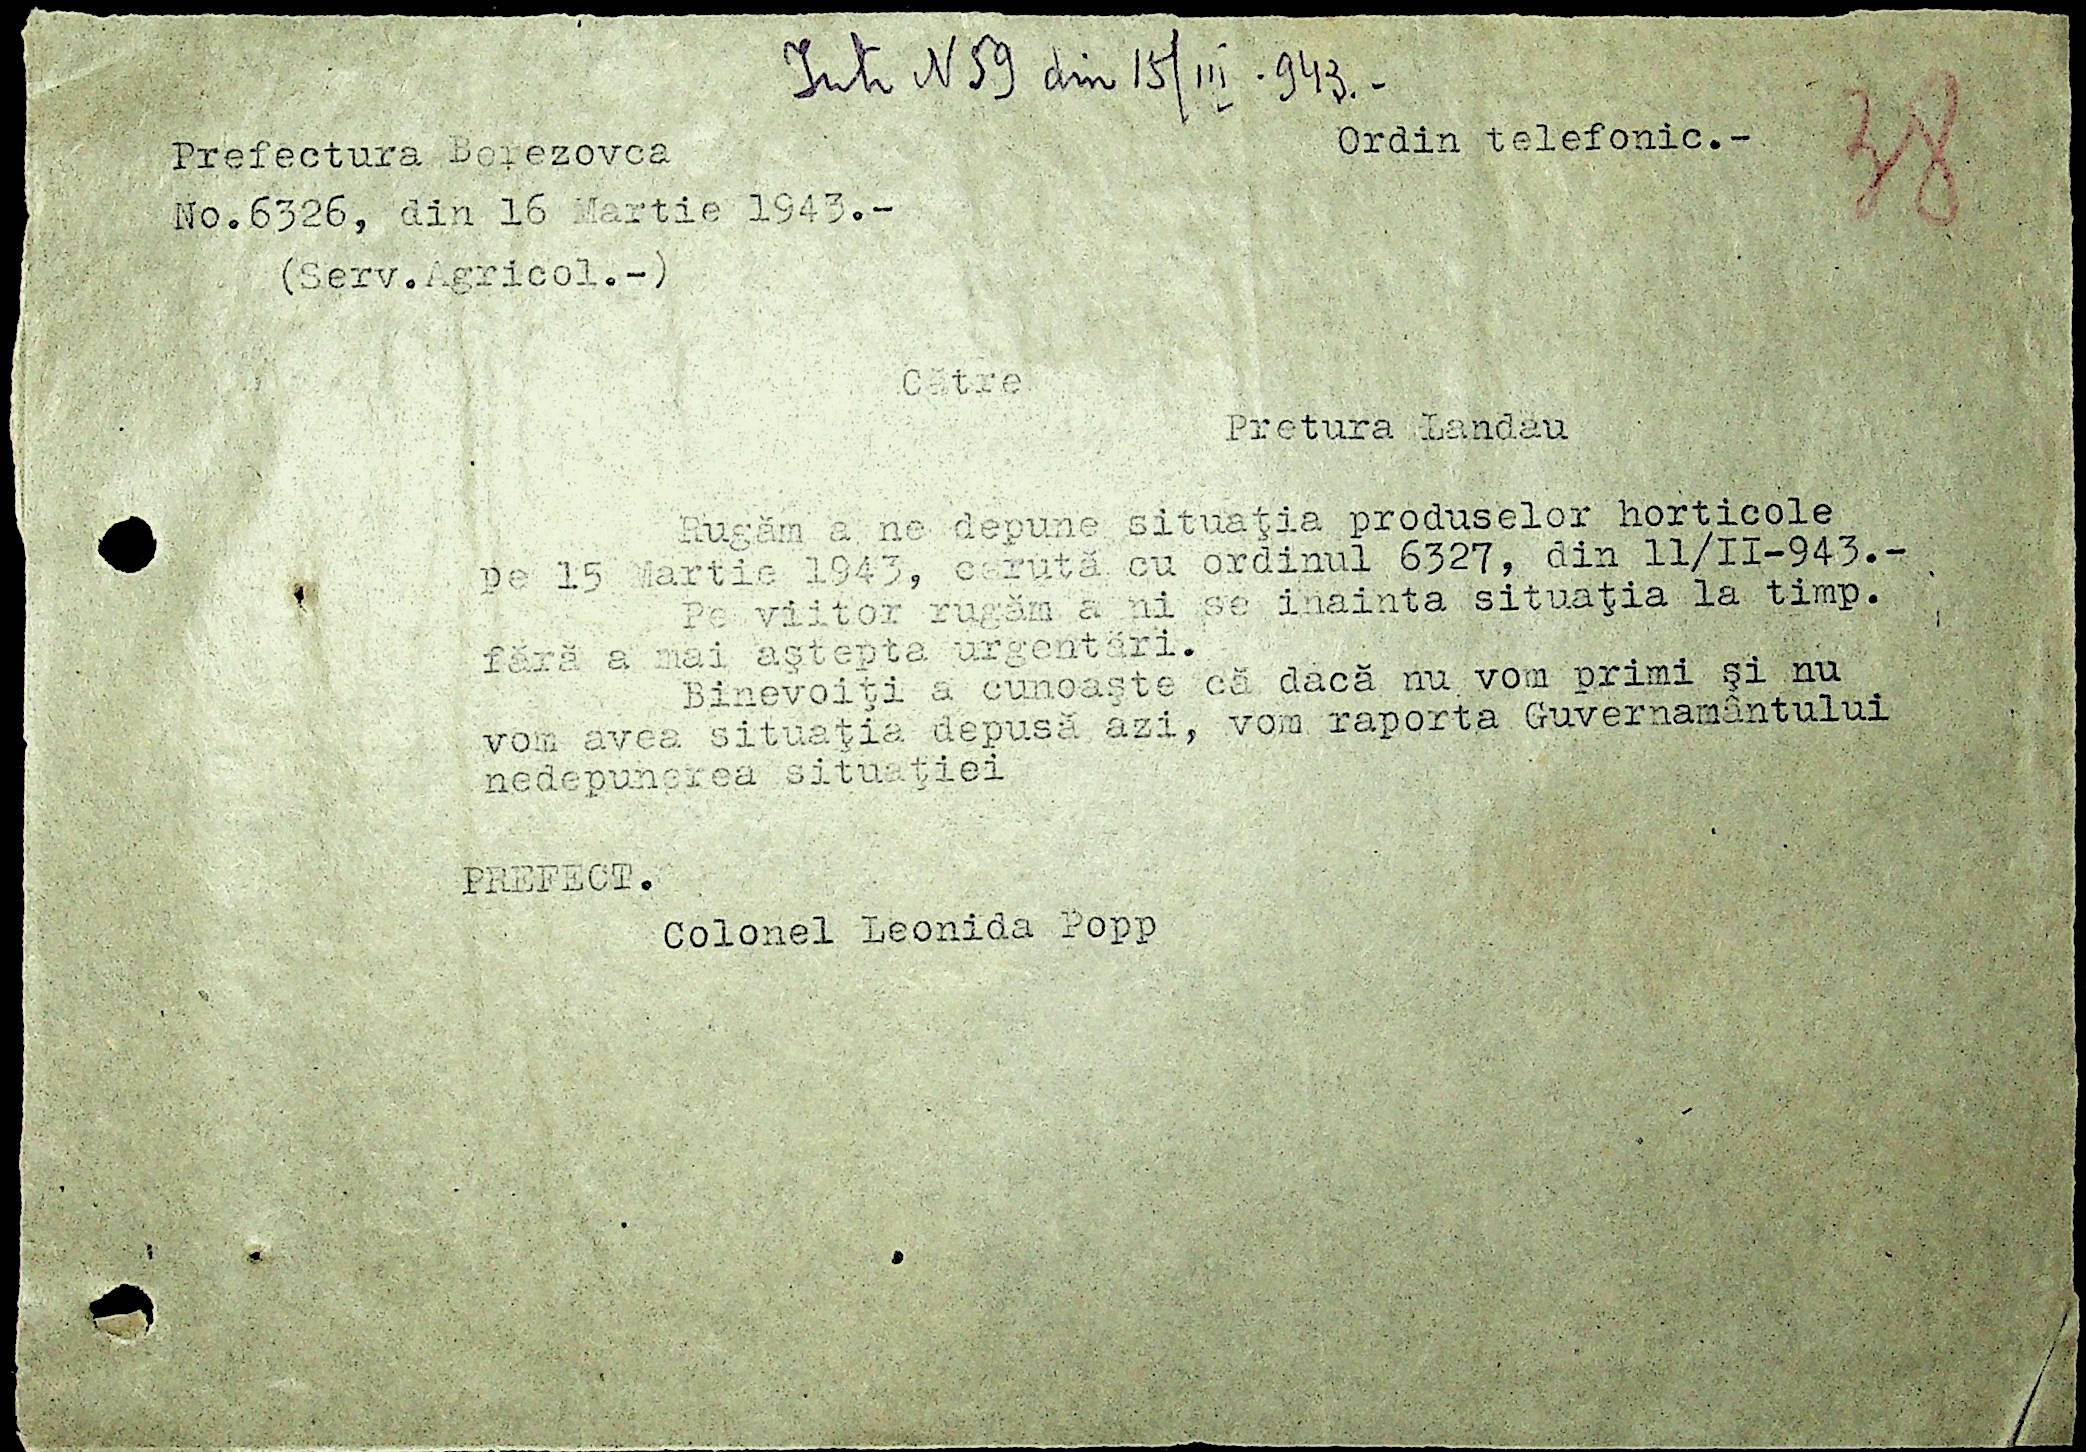 Intr N 59 din 15/III·943.-
Ordin telefonic.-
38
Prefectura Berezovca
No.6326, din 16 Martie 1943.-
(Serv.Agricol.-)
Către
Pretura Landau
Rugăm a ne depune situaţia produselor horticole
pe 15 Martie 1943, cerută cu ordinul 6327, din 11/II-943.-
Pe viitor rugăm a ni se inainta situaţia la timp.
fără a mai aştepta urgentări.
Binevoiţi a cunoaşte că dacă nu vom primi şi nu
vom avea situaţia depusă azi, vom raporta Guvernamântului
nedepunerea situaţiei
PREFECT.
Colonel Leonida Popp